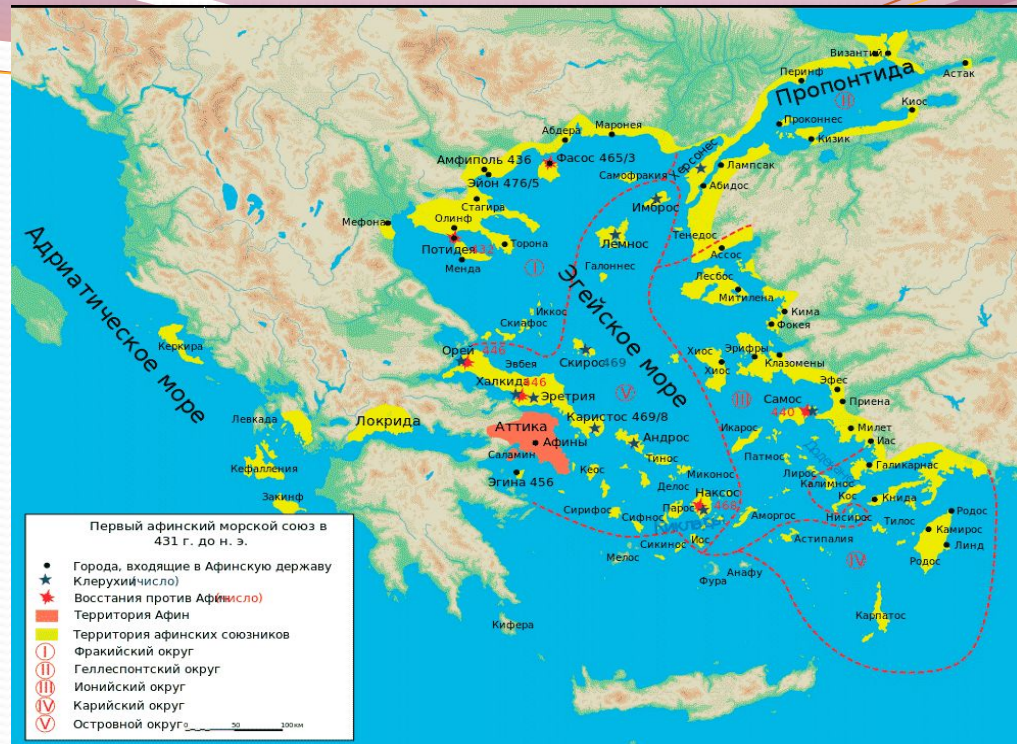 Византий
Перинф
Астак
Пропонтида
II
Киос
Проконнес
Кизик
Абдера
Маронея
Амфиполь 436
Фасос 465/3
Эйон 476/5
Херсонес
Лампсак
Самофракия
Абидос
Стагира
Имброс
Мефона
Олинф
Потидея
Торона
Лемнос
Тенедос
Менда
I
Галоннес
Ассос
Лесбос
Митилена
Адриатическое море
Эгейское море
Иккос
Скиафос
Кима
Фокея
Керкира
Орей 446
Эвбея
Скирос 469
Хиос
Эрифры
Клазомены
Хиос
Халкида 446
Эретрия
V
III
Эфес
Самос
Приена
440
Левкада
Локрида
Аттика
Каристос 469/8
Афины
Андрос
Икарос
Милет
Саламин
Тинос
Патмос
Иас
Кефалления
Эгина 456
Кеос
Миконос
Лирос
Галикарнас
Делос
Калимнос
Закинф
Наксос
Кос
Книда
Сирифос
Парос
468
Аморгос
Нисирос
Тилос
Родос
Сифнос
Камирос
Сикинос
Иос
Астипалия
Линд
Мелос
Анафу
IV
Родос
Фура
Карпатос
Кифера
Первый афинский морской союз в
431 г. до н. э.
Города, входящие в Афинскую державу
Клерухии (число)
Восстания против Афин (число)
Территория Афин
Территория афинских союзников
I Фракийский округ
II Геллеспонтский округ
III Ионийский округ
IV Карийский округ
V Островной округ
0 50 100км